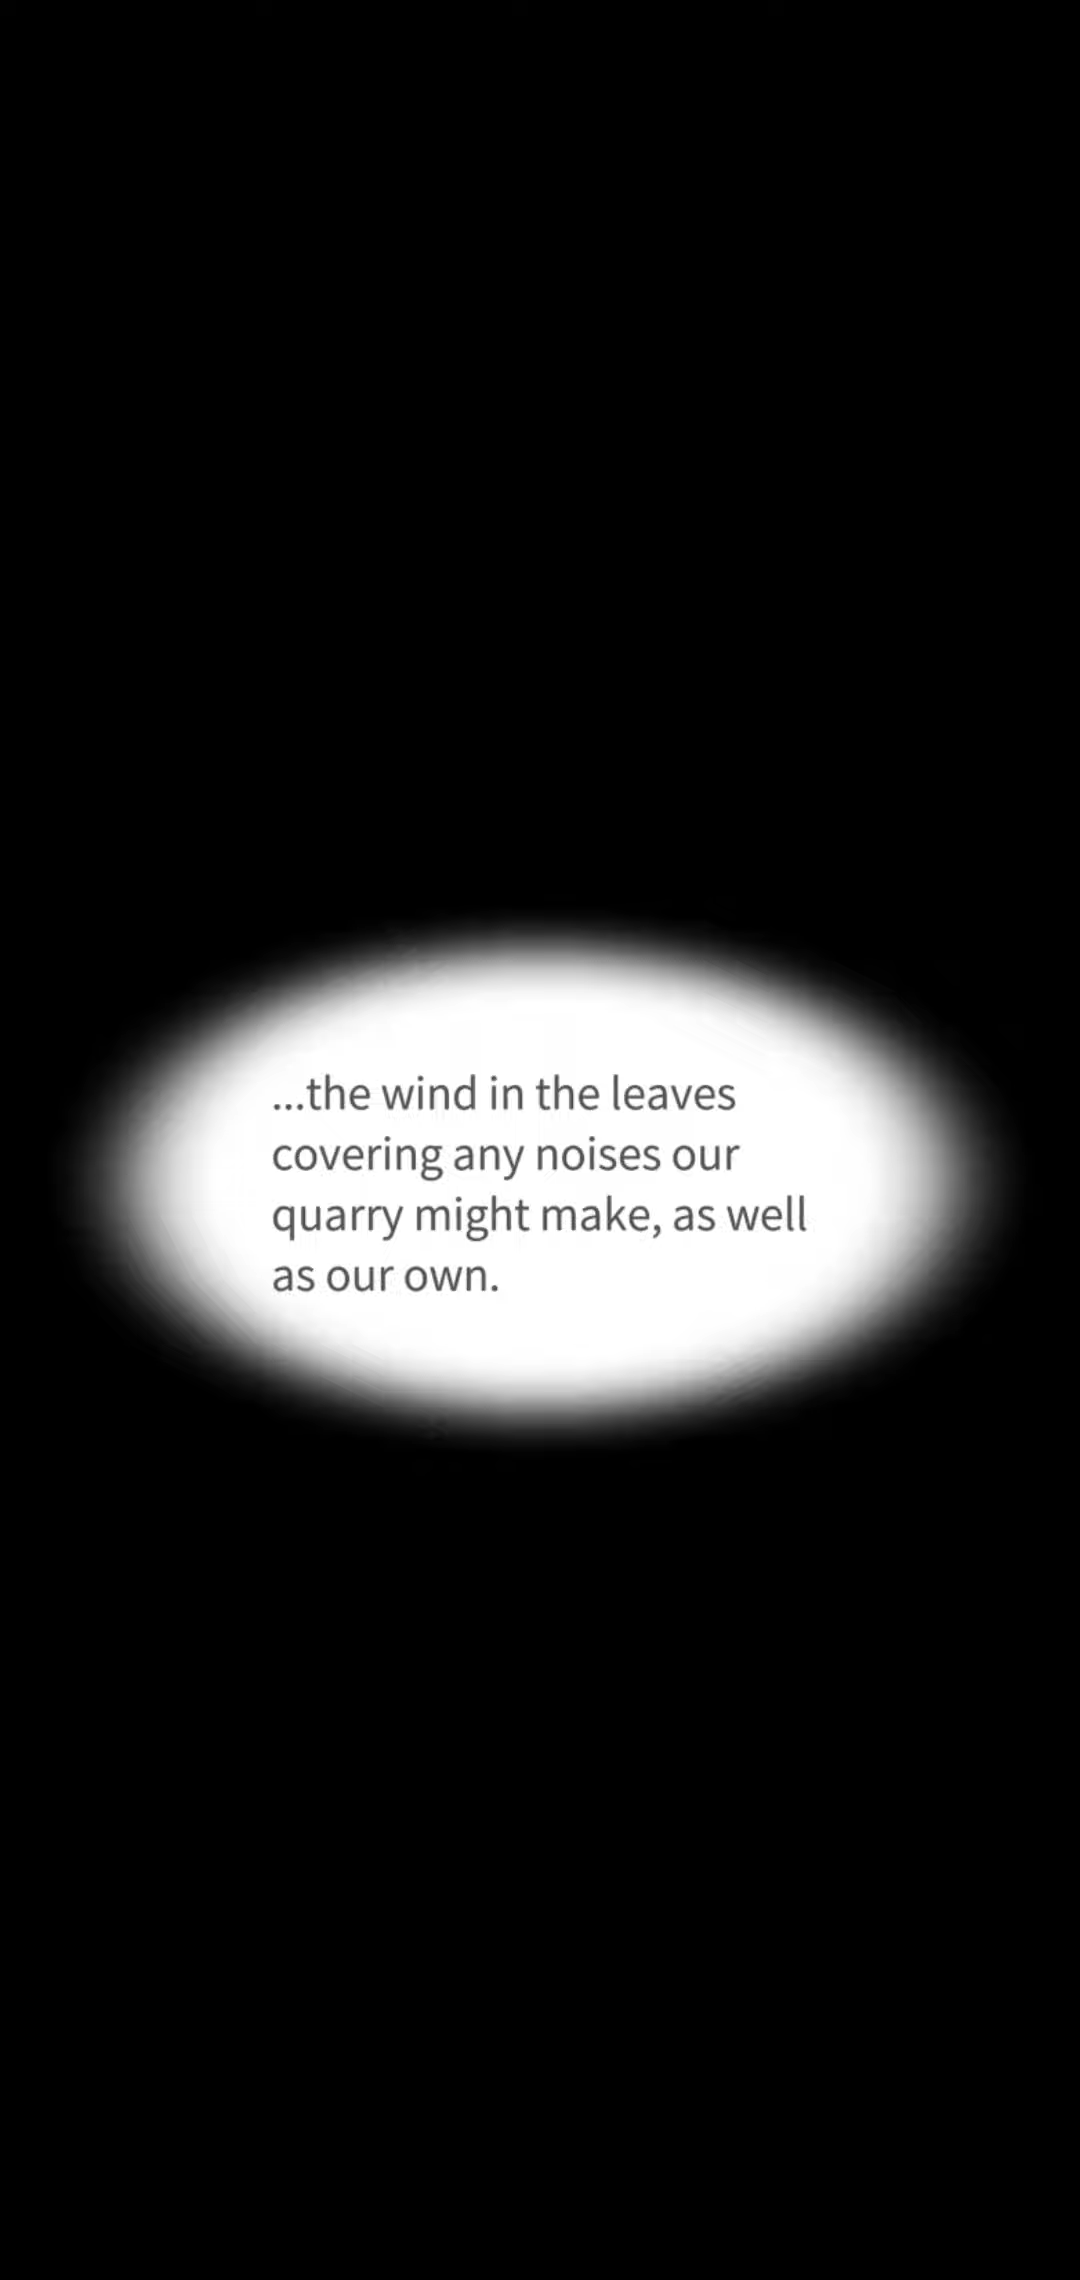 ...the wind in the leaves
covering any noises our
quarry might make, as well
as our own.